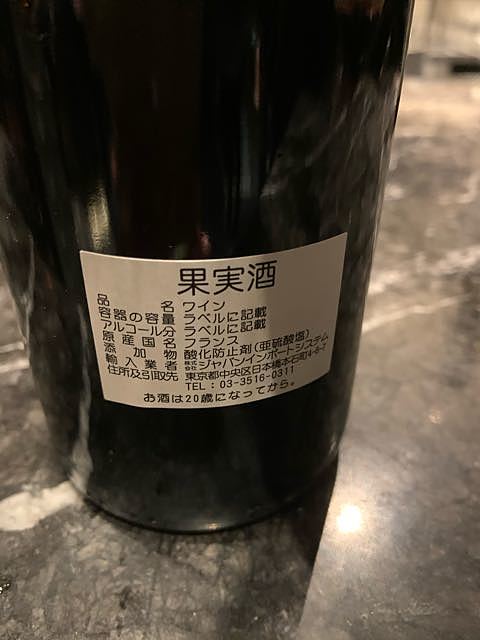 果実酒
品名 ワイン
容器の容量 ラベルに記載
アルコール分 ラベルに記載
原産国名 フランス
添加物 酸化防止剤(亜硫酸塩)
輸入業者 株式会社 ジャパンインポートシステム
住所及引取先 東京都中央区日本橋本石町4-6-7
TEL:03-3516-0311
お酒は20歳になってから。